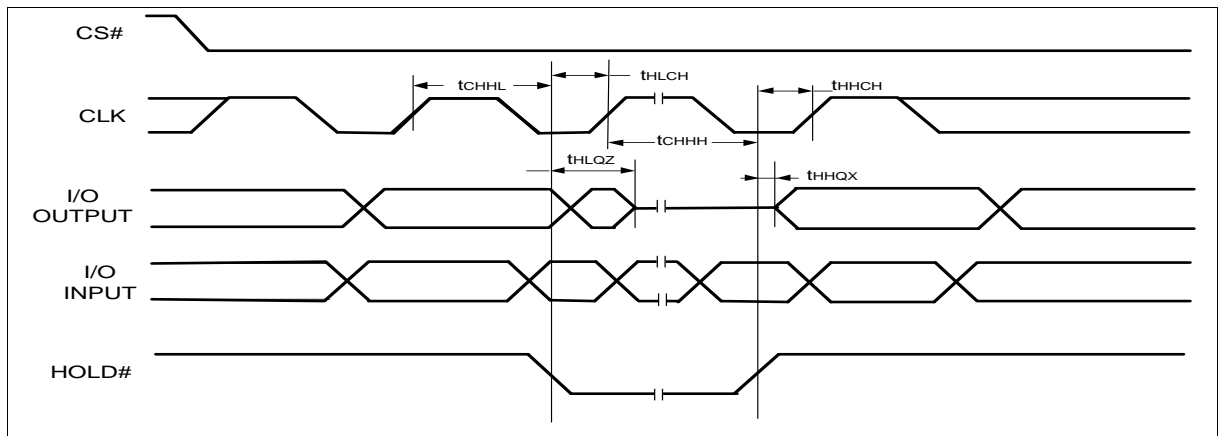 CS#
tCHHL
tHLCH
tHHCH
CLK
tCHHH
tHLQZ
tHHQX
I/O
OUTPUT
I/O
INPUT
HOLD#